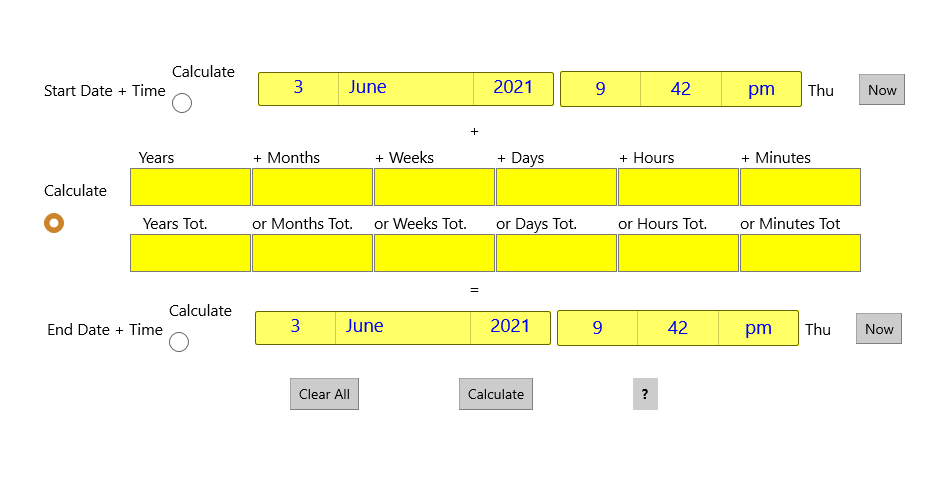 Calculate
Start Date + Time 3 June 2021 9 42 pm Thu Now
+
Years + Months + Weeks + Days + Hours + Minutes
Calculate
Years Tot. or Months Tot. or Weeks Tot. or Days Tot. or Hours Tot. or Minutes Tot
=
Calculate
End Date + Time 3 June 2021 9 42 pm Thu Now
Clear All Calculate ?